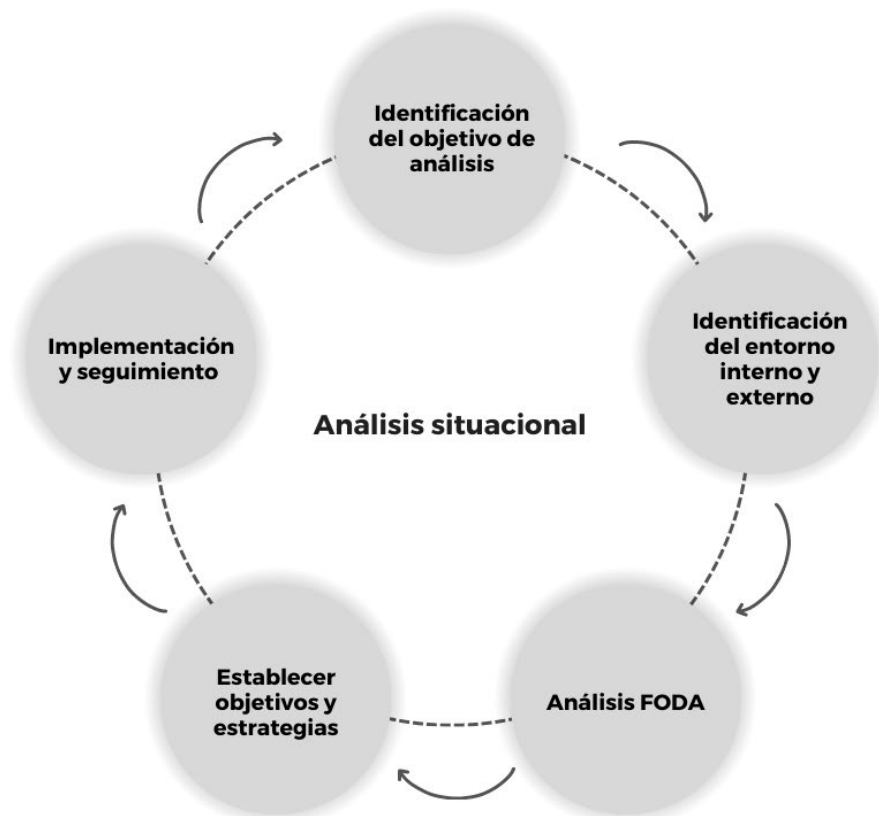 Identificación
del objetivo de
análisis
Identificación
del entorno
interno y
externo
Implementación
y seguimiento
Análisis situacional
Establecer
objetivos y
estrategias
Análisis FODA